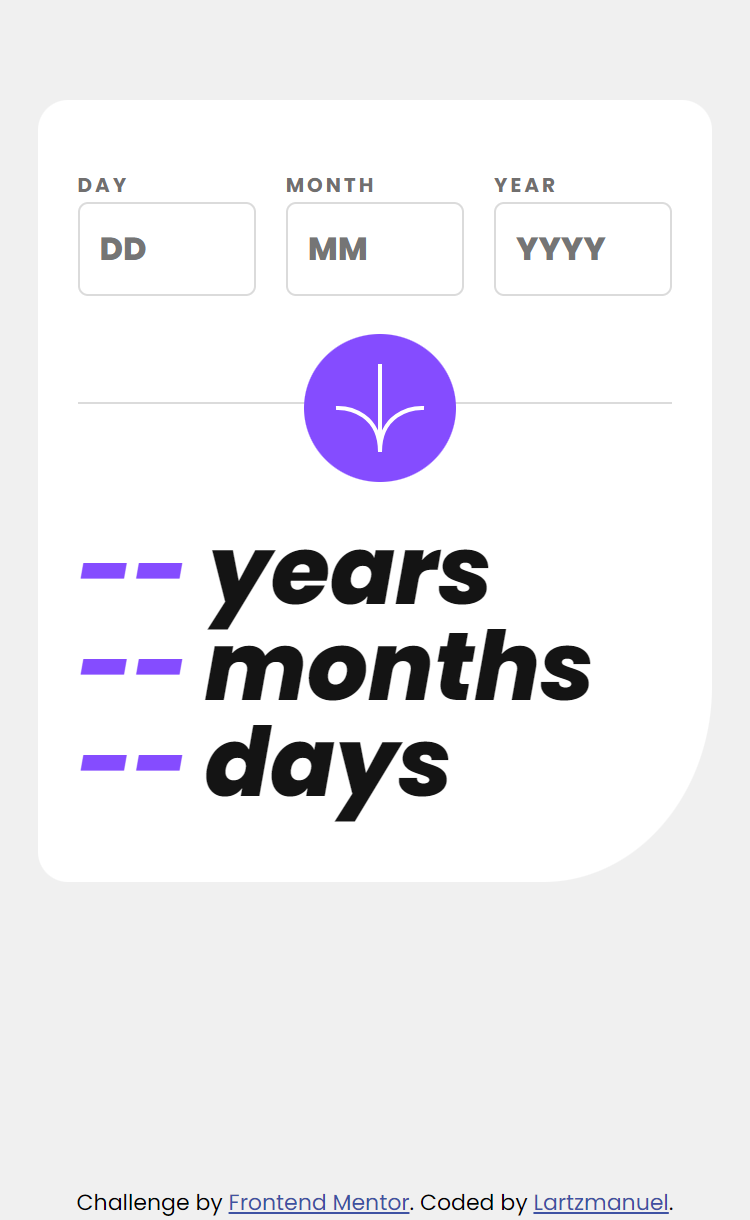 DAY MONTH YEAR
DD MM YYYY
-- years
-- months
-- days
Challenge by Frontend Mentor. Coded by Lartzmanuel.